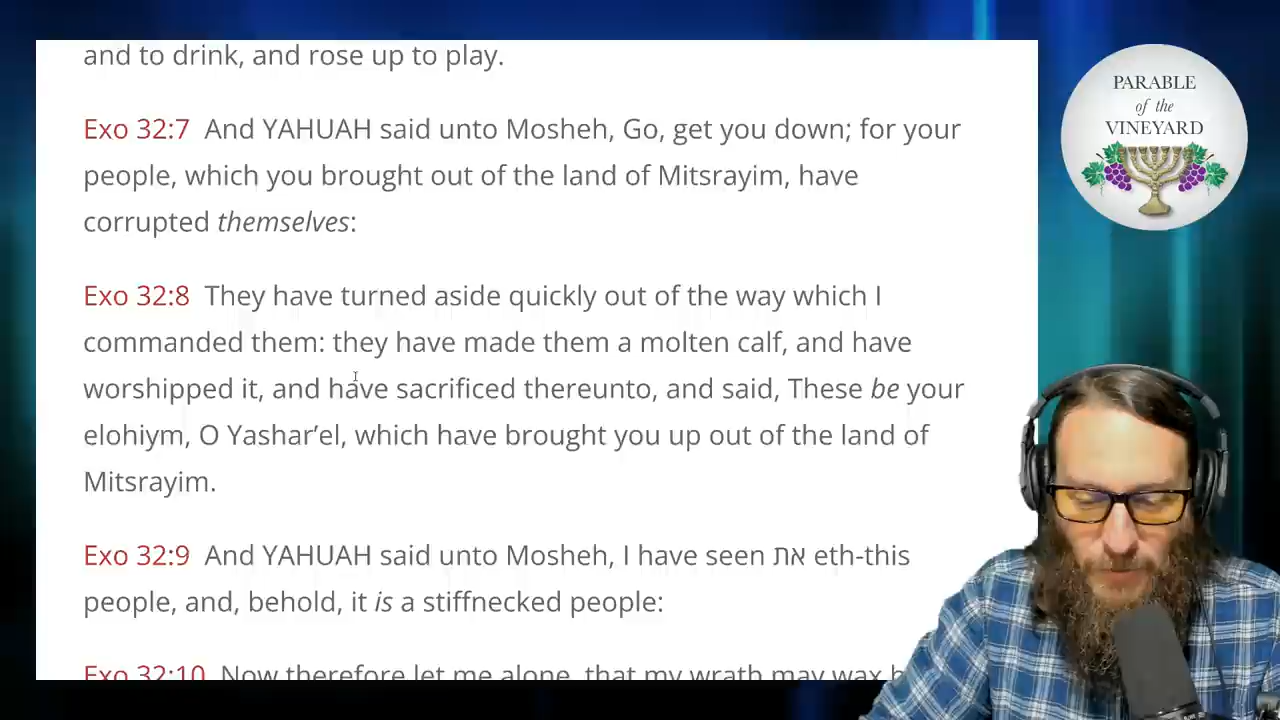 and to drink, and rose up to play.
Exo 32:7 And YAHUAH said unto Mosheh, Go, get you down; for your
people, which you brought out of the land of Mitsrayim, have
corrupted themselves:
Exo 32:8 They have turned aside quickly out of the way which I
commanded them: they have made them a molten calf, and have
worshipped it, and have sacrificed thereunto, and said, These be your
elohiym, O Yashar’el, which have brought you up out of the land of
Mitsrayim.
Exo 32:9 And YAHUAH said unto Mosheh, I have seen את eth-this
people, and, behold, it is a stiffnecked people:
Exo 32:10 Now therefore let me alone, that my wrath may wax
PARABLE
of the
VINEYARD